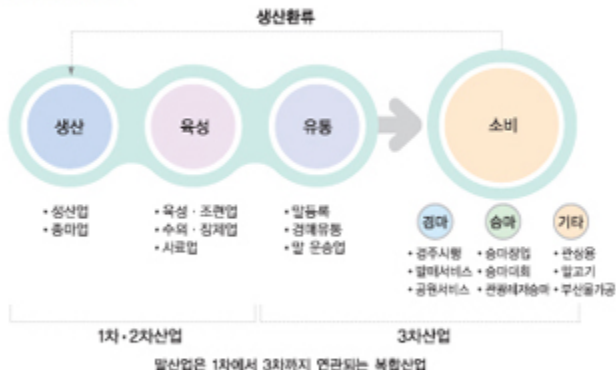 생산환류
생산
육성
유통
소비
• 성산업
• 종마업
• 육성 · 조련업
• 수의 · 장제업
• 사료업
• 말등록
• 경매유통
• 말 운송업
경마
승마
기타
• 경주시행
• 발매서비스
• 공원서비스
• 승마장업
• 승마대회
• 관광레저승마
• 관상용
• 말고기
• 부산물가공
1차 · 2차산업
3차산업
말산업은 1차에서 3차까지 연관되는 복합산업